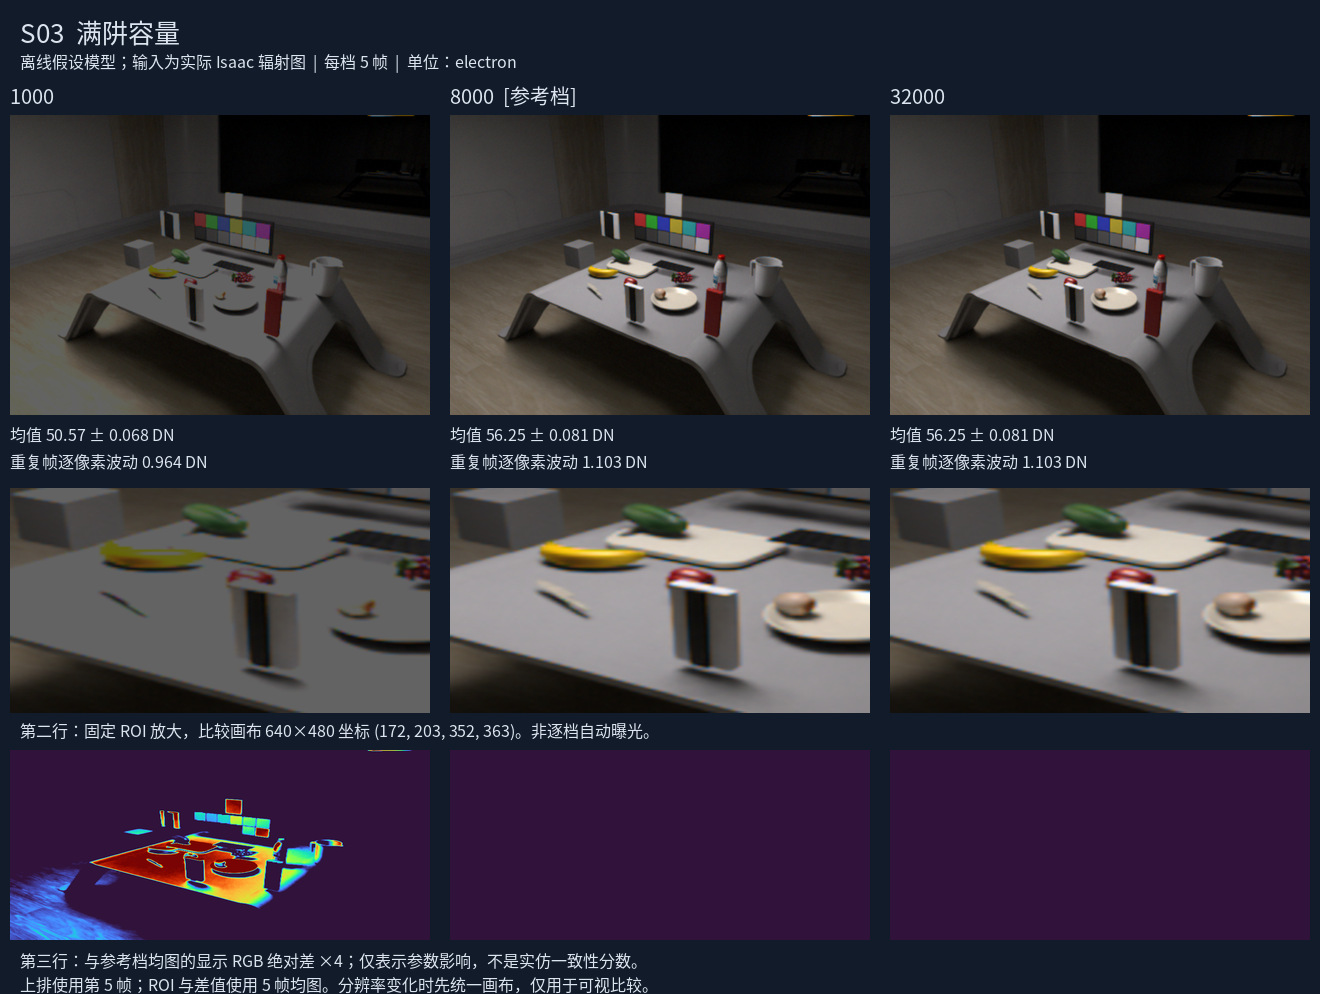 S03 满阱容量
离线假设模型；输入为实际 Isaac 辐射图 | 每档 5 帧 | 单位：electron
1000
8000 [参考档]
32000
均值 50.57 ± 0.068 DN
重复帧逐像素波动 0.964 DN
均值 56.25 ± 0.081 DN
重复帧逐像素波动 1.103 DN
均值 56.25 ± 0.081 DN
重复帧逐像素波动 1.103 DN
第二行：固定 ROI 放大，比较画布 640×480 坐标 (172, 203, 352, 363)。非逐档自动曝光。
第三行：与参考档均图的显示 RGB 绝对差 ×4；仅表示参数影响，不是实仿一致性分数。
上排使用第 5 帧；ROI 与差值使用 5 帧均图。分辨率变化时先统一画布，仅用于可视比较。